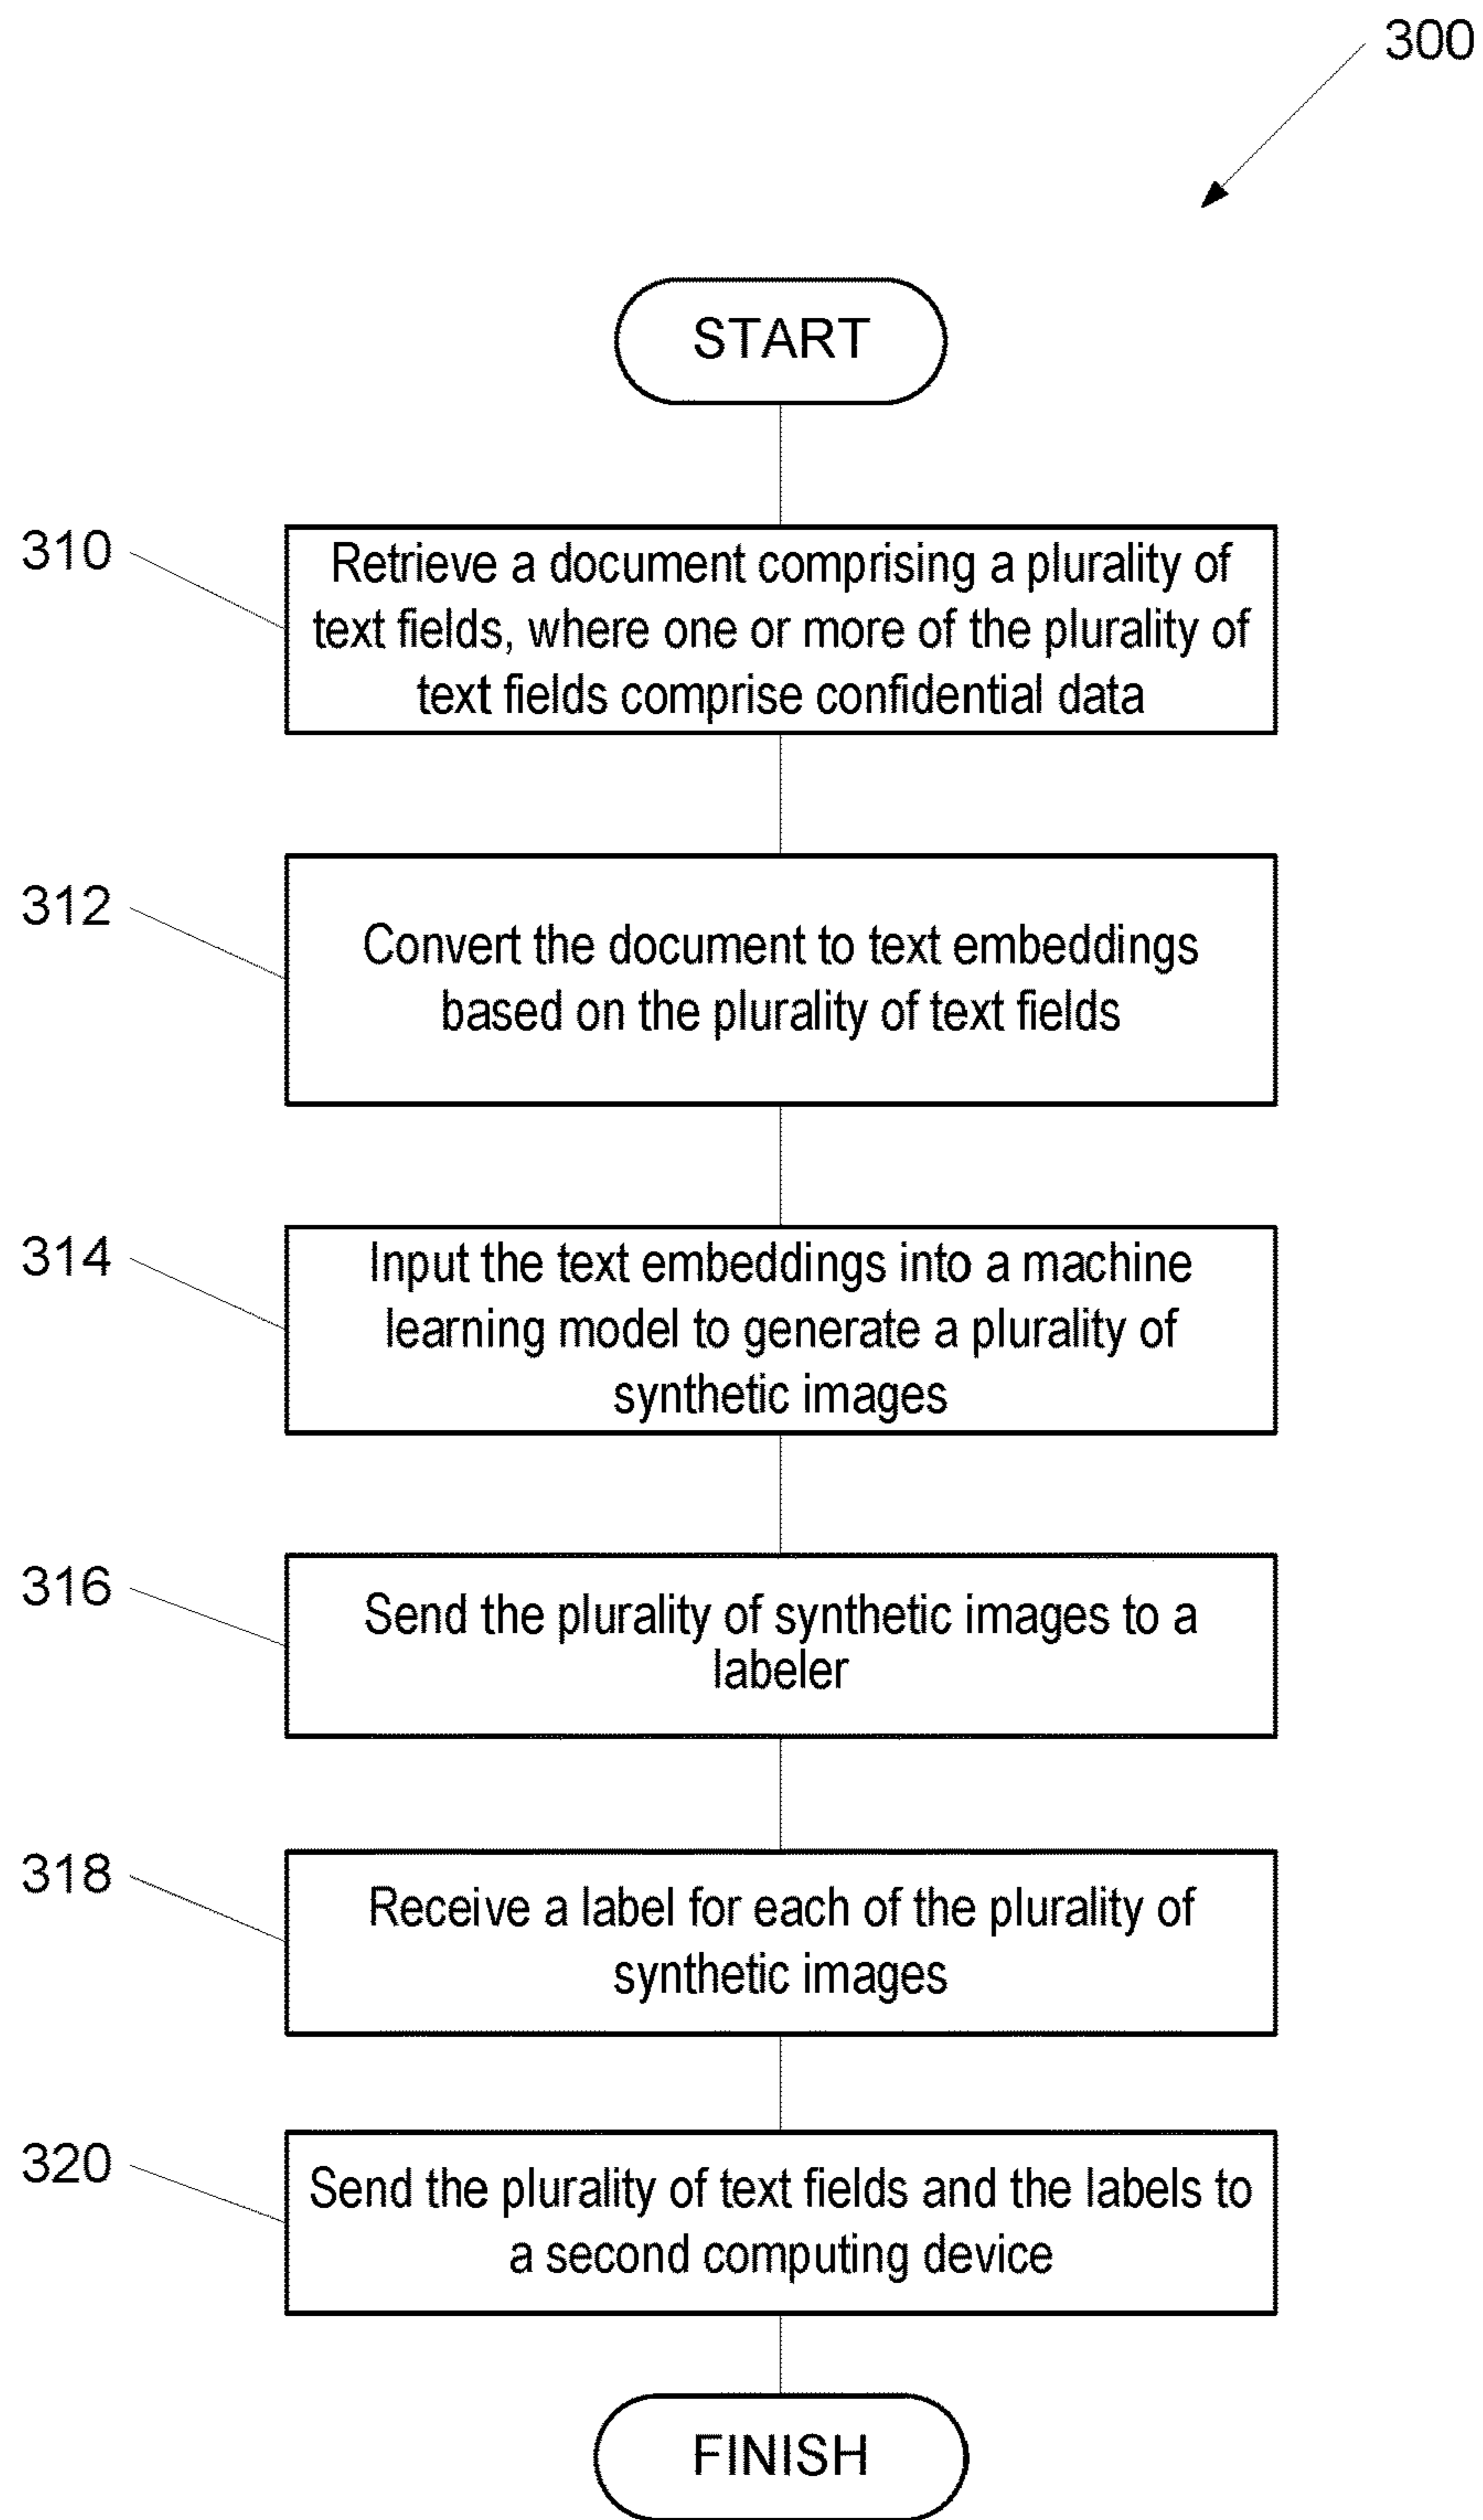 300
START
310
Retrieve a document comprising a plurality of
text fields, where one or more of the plurality of
text fields comprise confidential data
312
Convert the document to text embeddings
based on the plurality of text fields
314
Input the text embeddings into a machine
learning model to generate a plurality of
synthetic images
316
Send the plurality of synthetic images to a
labeler
318
Receive a label for each of the plurality of
synthetic images
320
Send the plurality of text fields and the labels to
a second computing device
FINISH